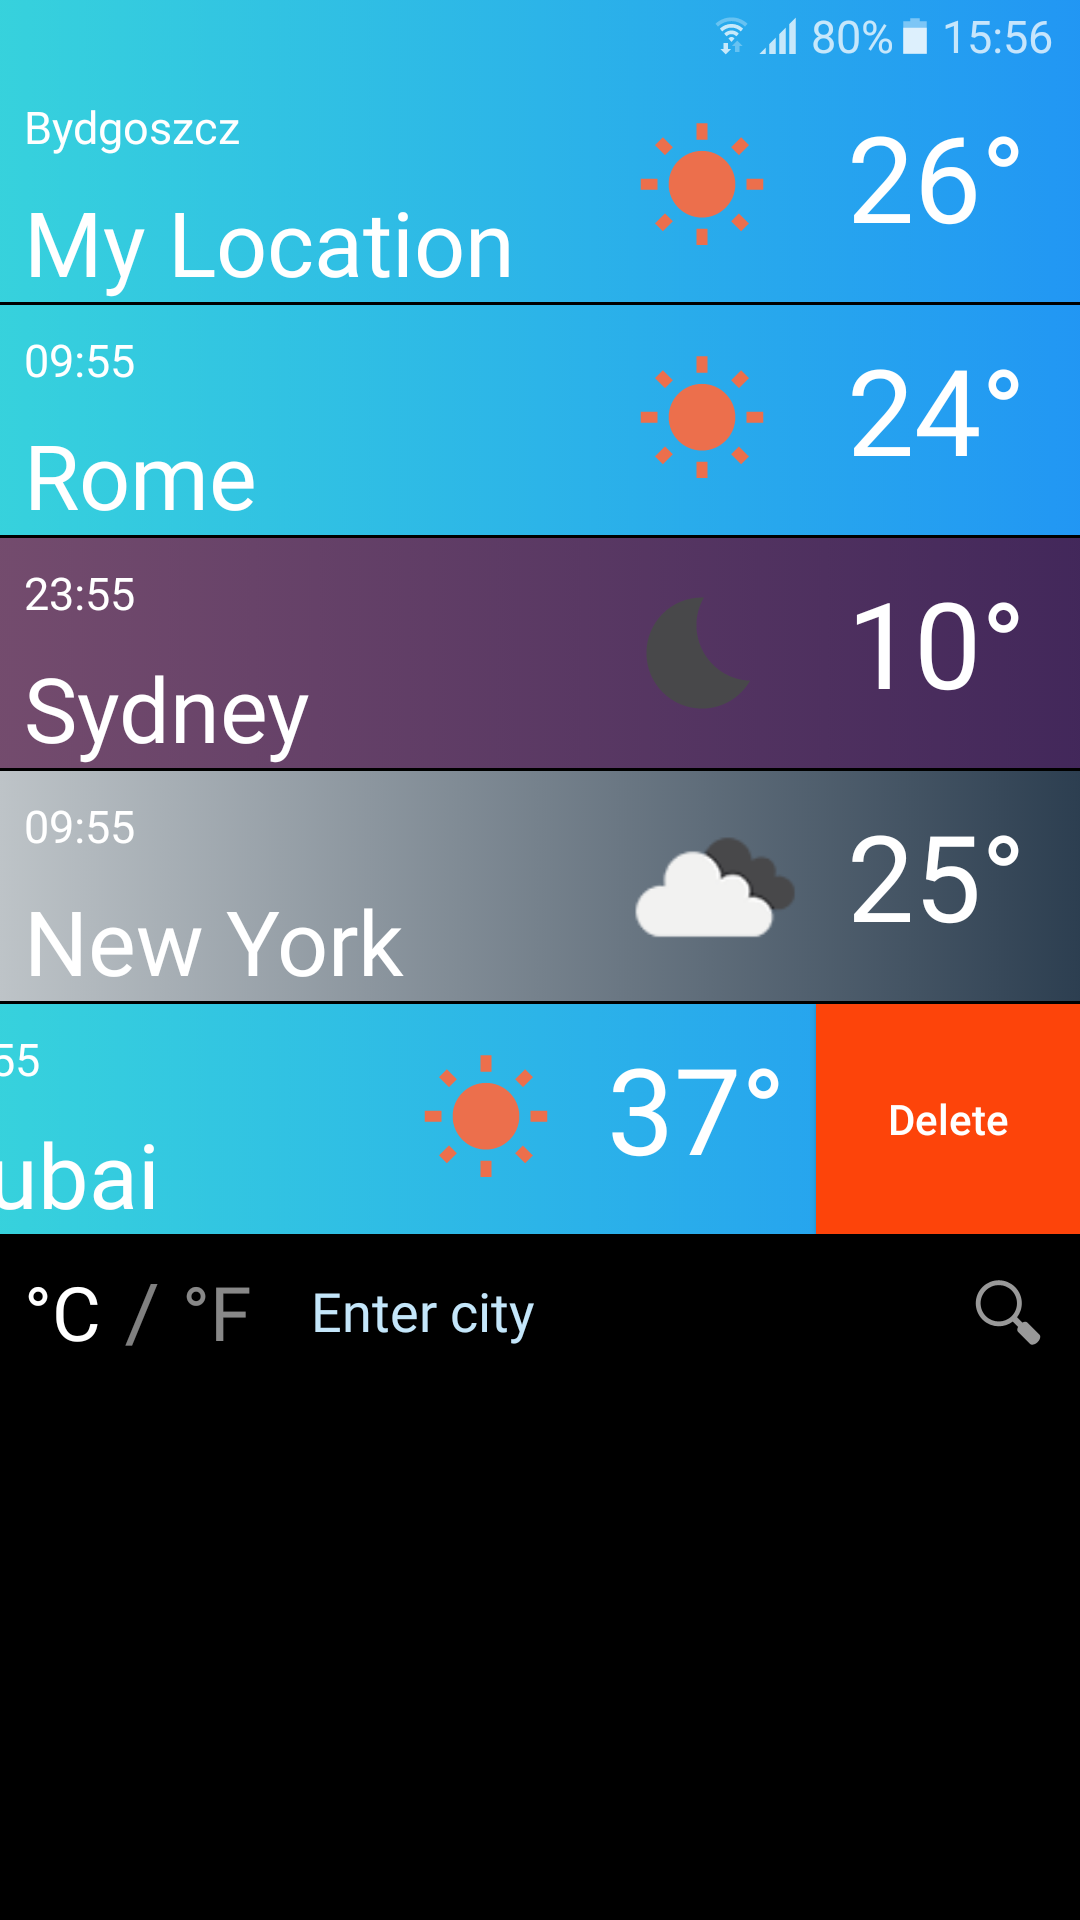 80% 15:56
Bydgoszcz
My Location 26°
09:55
Rome 24°
23:55
Sydney 10°
09:55
New York 25°
55
ubai 37° Delete
°C / °F Enter city